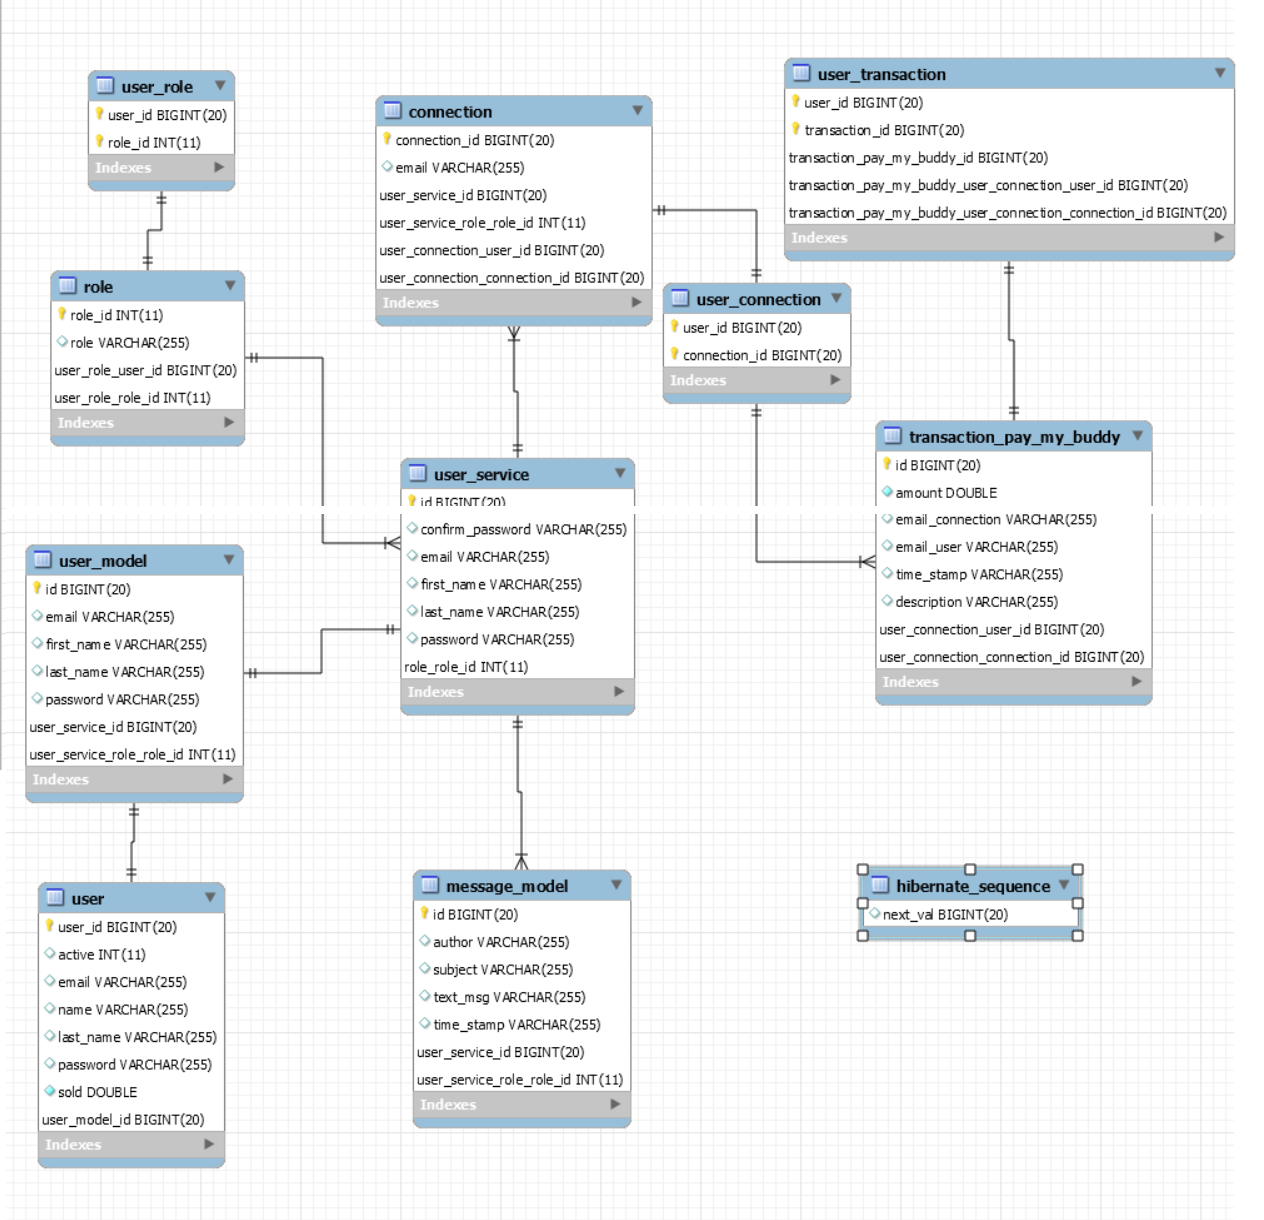 user_role
user_id BIGINT(20)
role_id INT(11)
Indexes
connection
connection_id BIGINT(20)
email VARCHAR(255)
user_service_id BIGINT(20)
user_service_role_role_id INT(11)
user_connection_user_id BIGINT(20)
user_connection_connection_id BIGINT(20)
Indexes
user_transaction
user_id BIGINT(20)
transaction_id BIGINT(20)
transaction_pay_my_buddy_id BIGINT(20)
transaction_pay_my_buddy_user_connection_user_id BIGINT(20)
transaction_pay_my_buddy_user_connection_connection_id BIGINT(20)
Indexes
role
role_id INT(11)
role VARCHAR(255)
user_role_user_id BIGINT(20)
user_role_role_id INT(11)
Indexes
user_connection
user_id BIGINT(20)
connection_id BIGINT(20)
Indexes
user_service
id BIGINT(20)
confirm_password VARCHAR(255)
email VARCHAR(255)
first_name VARCHAR(255)
last_name VARCHAR(255)
password VARCHAR(255)
role_role_id INT(11)
Indexes
transaction_pay_my_buddy
id BIGINT(20)
amount DOUBLE
email_connection VARCHAR(255)
email_user VARCHAR(255)
time_stamp VARCHAR(255)
description VARCHAR(255)
user_connection_user_id BIGINT(20)
user_connection_connection_id BIGINT(20)
Indexes
user_model
id BIGINT(20)
email VARCHAR(255)
first_name VARCHAR(255)
last_name VARCHAR(255)
password VARCHAR(255)
user_service_id BIGINT(20)
user_service_role_role_id INT(11)
Indexes
user
user_id BIGINT(20)
active INT(11)
email VARCHAR(255)
name VARCHAR(255)
last_name VARCHAR(255)
password VARCHAR(255)
sold DOUBLE
user_model_id BIGINT(20)
Indexes
message_model
id BIGINT(20)
author VARCHAR(255)
subject VARCHAR(255)
text_msg VARCHAR(255)
time_stamp VARCHAR(255)
user_service_id BIGINT(20)
user_service_role_role_id INT(11)
Indexes
hibernate_sequence
next_val BIGINT(20)